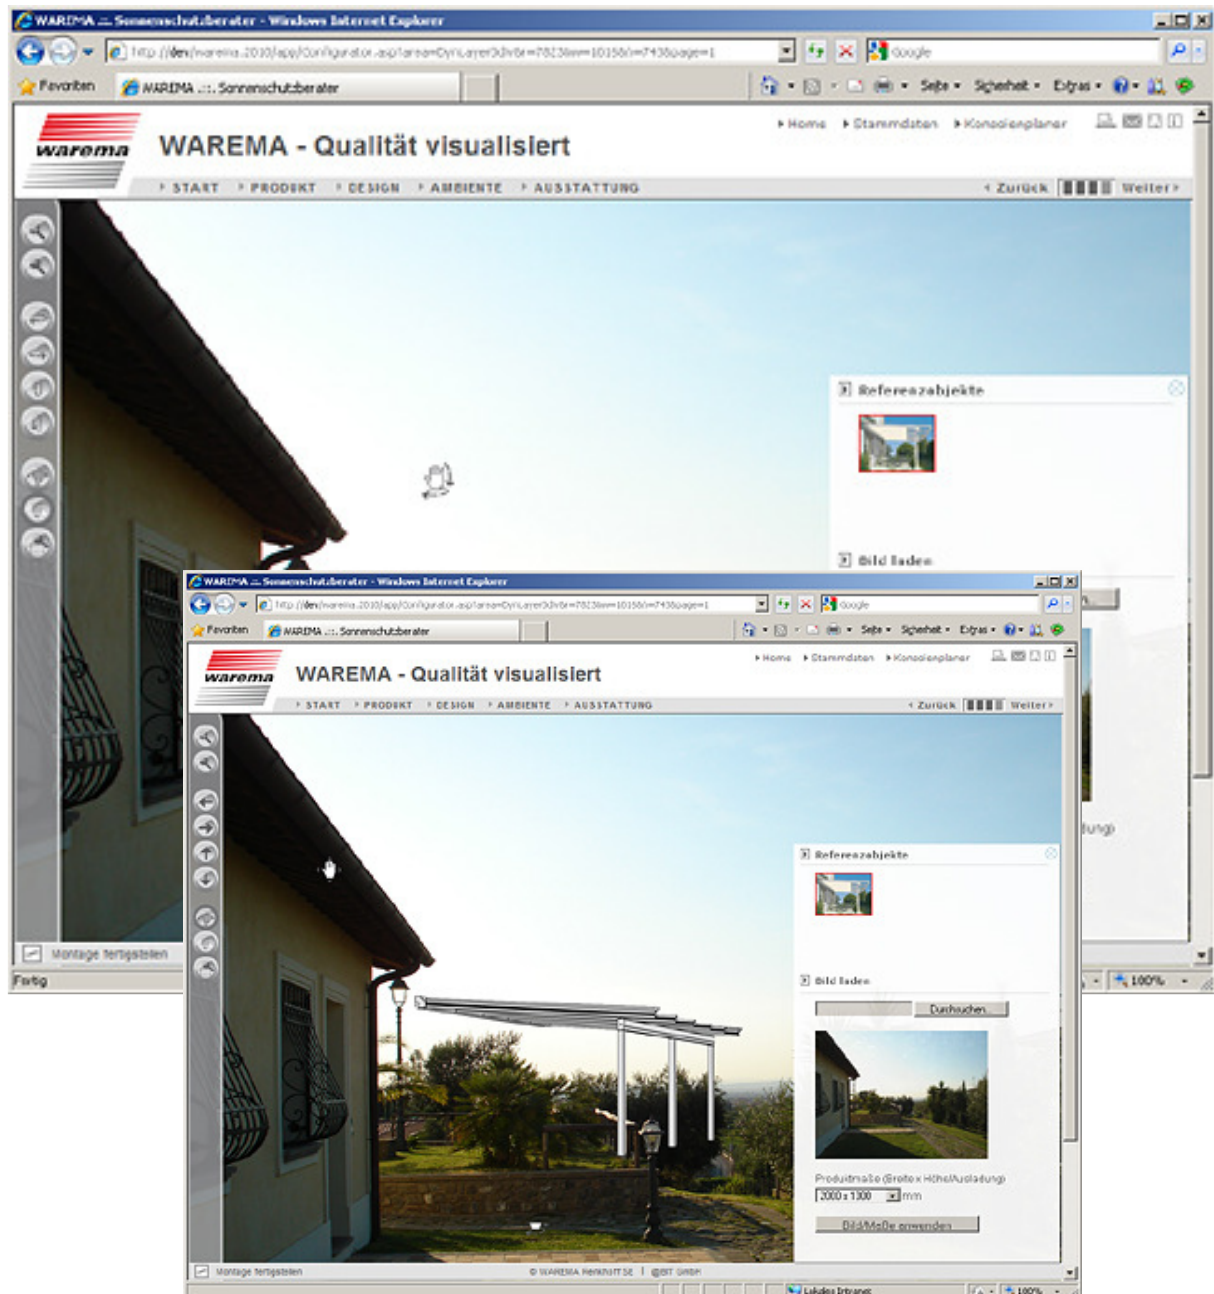 WAREMA .::. Sonnenschutzberater - Windows Internet Explorer
Google
Favoriten WAREMA .::. Sonnenschutzberater Seite Sicherheit Extras
Home Stammdaten Konsolenplaner
warema WAREMA - Qualität visualisiert
START PRODUKT DESIGN AMBIENTE AUSSTATTUNG Zurück Weiter
Referenzobjekte
Bild laden
Montage fertigstellen
Fertig
100%
WAREMA .::. Sonnenschutzberater - Windows Internet Explorer
Google
Favoriten WAREMA .::. Sonnenschutzberater Seite Sicherheit Extras
Home Stammdaten Konsolenplaner
warema WAREMA - Qualität visualisiert
START PRODUKT DESIGN AMBIENTE AUSSTATTUNG Zurück Weiter
Referenzobjekte
Bild laden
Durchsuchen...
Produktmaße (Breite x Höhe/Ausladung)
2000 x 1300 mm
Bild/Maße anwenden
Montage fertigstellen © WAREMA Renkhoff SE | @BIT GmbH
Lokales Intranet 100%